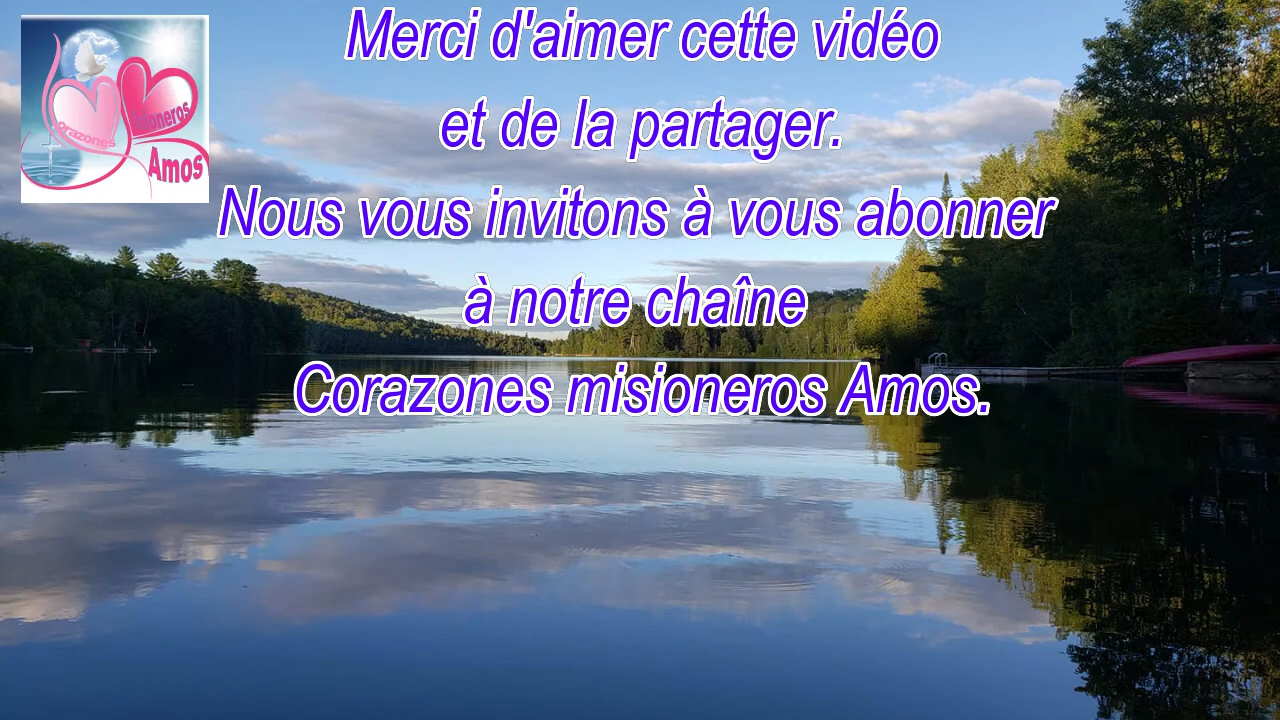 Merci d'aimer cette vidéo
et de la partager.
Nous vous invitons à vous abonner
à notre chaîne
Corazones misioneros Amos.
Corazones
Amos